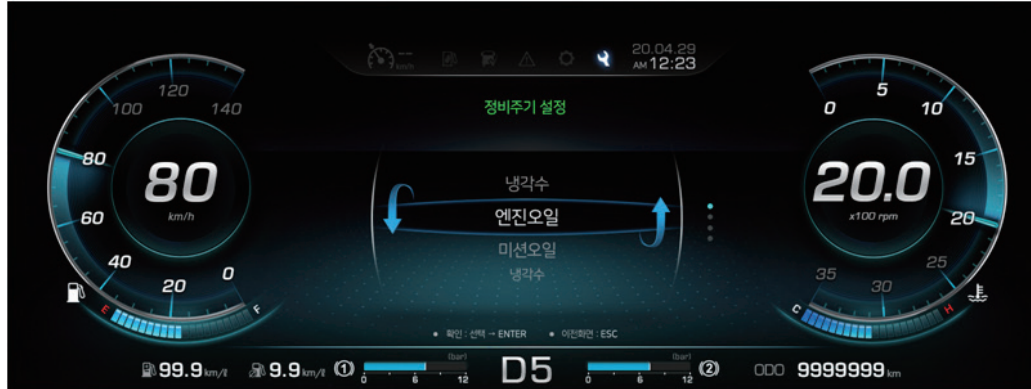 20.04.29
-- km/h
AM 12:23
정비주기 설정
0 20 40 60 80 100 120 140
80
km/h
냉각수
엔진오일
미션오일
냉각수
0 5 10 15 20 25 30 35
20.0
x100 rpm
E F
C H
• 확인 : 선택 → ENTER • 이전화면 : ESC
99.9 km/ℓ
9.9 km/ℓ
(1)
(bar)
0 6 12
D5
(bar)
0 6 12
(2)
ODO 9999999 km